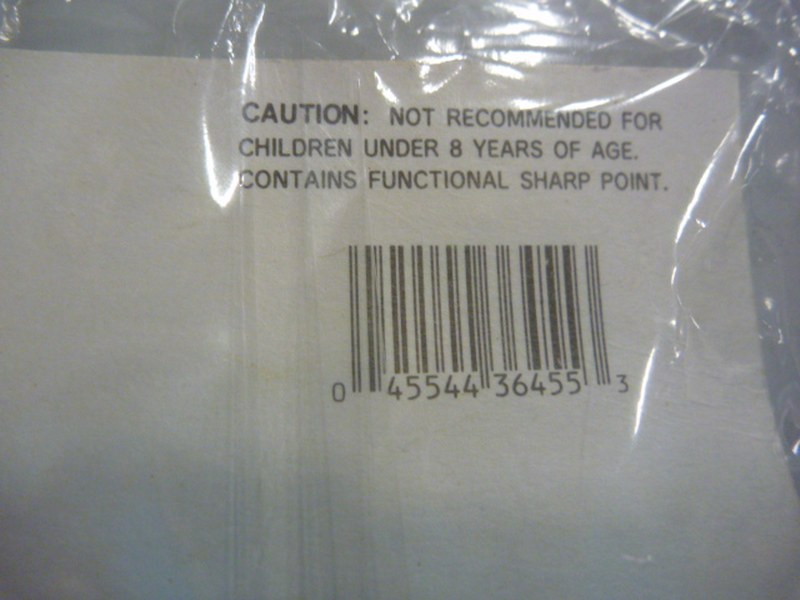 CAUTION: NOT RECOMMENDED FOR
CHILDREN UNDER 8 YEARS OF AGE.
CONTAINS FUNCTIONAL SHARP POINT.
0 45544 36455 3